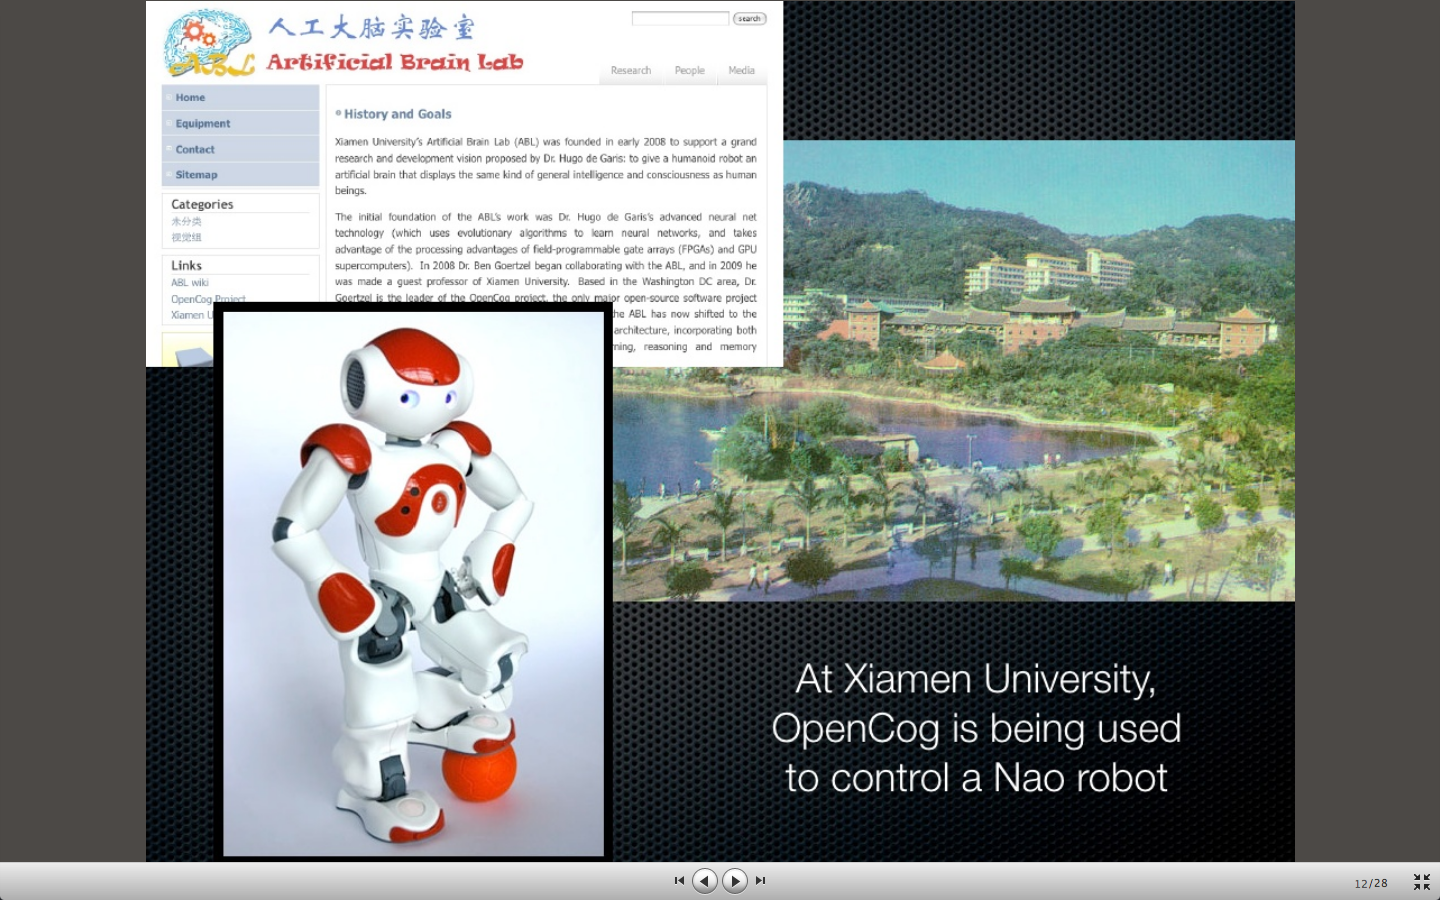 人工大脑实验室
Artificial Brain Lab
ABL
search
Research People Media
Home
Equipment
Contact
Sitemap
Categories
未分类
视觉组
Links
ABL wiki
OpenCog Project
Xiamen U
History and Goals
Xiamen University's Artificial Brain Lab (ABL) was founded in early 2008 to support a grand
research and development vision proposed by Dr. Hugo de Garis: to give a humanoid robot an
artificial brain that displays the same kind of general intelligence and consciousness as human
beings.
The initial foundation of the ABL's work was Dr. Hugo de Garis's advanced neural net
technology (which uses evolutionary algorithms to learn neural networks, and takes
advantage of the processing advantages of field-programmable gate arrays (FPGAs) and GPU
supercomputers). In 2008 Dr. Ben Goertzel began collaborating with the ABL, and in 2009 he
was made a guest professor of Xiamen University. Based in the Washington DC area, Dr.
Goertzel is the leader of the OpenCog project, the only major open-source software project
the ABL has now shifted to the
architecture, incorporating both
rning, reasoning and memory
At Xiamen University,
OpenCog is being used
to control a Nao robot
12/28